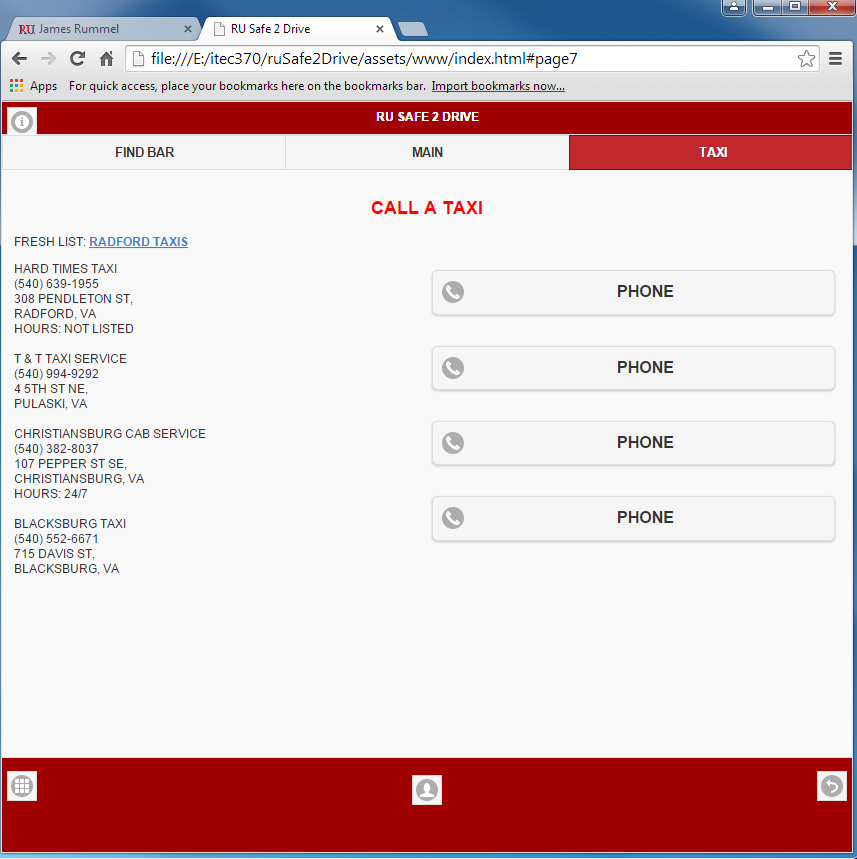 RU James Rummel
RU Safe 2 Drive
file:///E:/itec370/ruSafe2Drive/assets/www/index.html#page7
Apps For quick access, place your bookmarks here on the bookmarks bar. Import bookmarks now...
RU SAFE 2 DRIVE
FIND BAR
MAIN
TAXI
CALL A TAXI
FRESH LIST: RADFORD TAXIS
HARD TIMES TAXI
(540) 639-1955
308 PENDLETON ST,
RADFORD, VA
HOURS: NOT LISTED
PHONE
T & T TAXI SERVICE
(540) 994-9292
4 5TH ST NE,
PULASKI, VA
PHONE
CHRISTIANSBURG CAB SERVICE
(540) 382-8037
107 PEPPER ST SE,
CHRISTIANSBURG, VA
HOURS: 24/7
PHONE
BLACKSBURG TAXI
(540) 552-6671
715 DAVIS ST,
BLACKSBURG, VA
PHONE